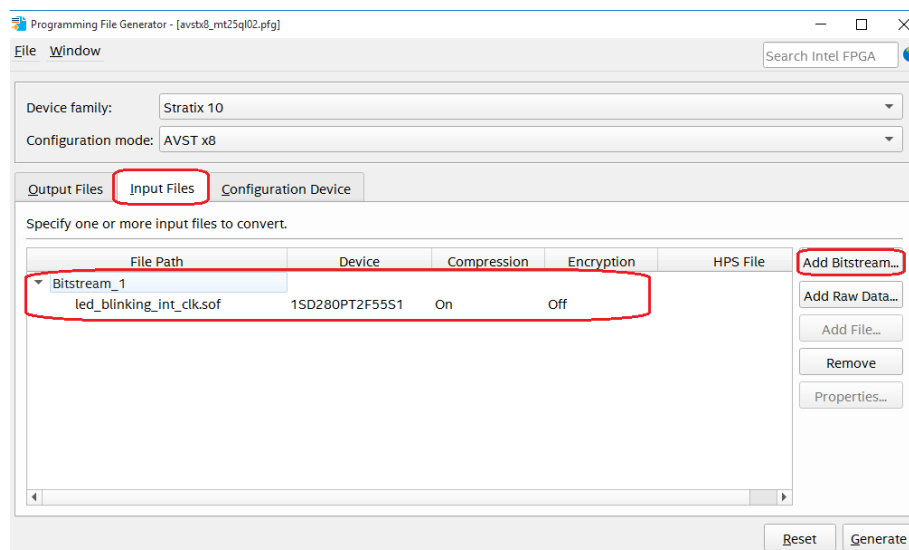 Programming File Generator - [avstx8_mt25ql02.pfg]
File Window
Search Intel FPGA
Device family: Stratix 10
Configuration mode: AVST x8
Output Files Input Files Configuration Device
Specify one or more input files to convert.
File Path Device Compression Encryption HPS File
Add Bitstream...
Bitstream_1
led_blinking_int_clk.sof 1SD280PT2F55S1 On Off
Add Raw Data...
Add File...
Remove
Properties...
Reset Generate